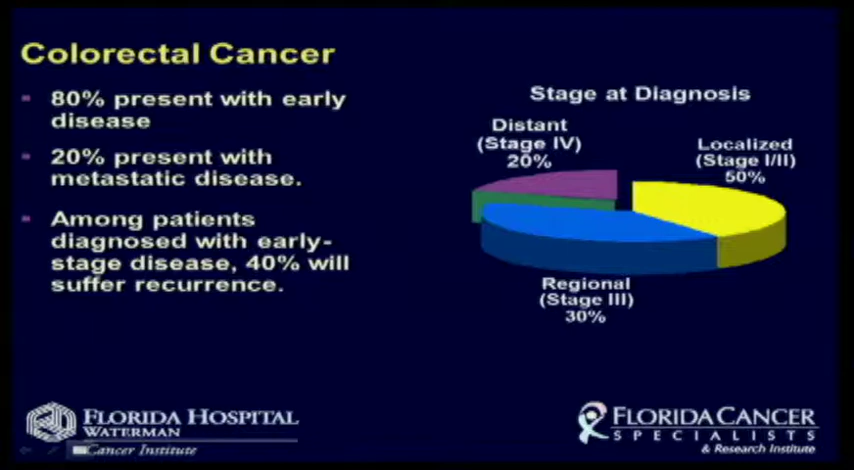 Colorectal Cancer
80% present with early
disease
20% present with
metastatic disease.
Among patients
diagnosed with early-
stage disease, 40% will
suffer recurrence.
Stage at Diagnosis
Distant
(Stage IV)
20%
Localized
(Stage I/II)
50%
Regional
(Stage III)
30%
FLORIDA HOSPITAL
WATERMAN
Cancer Institute
FLORIDA CANCER
SPECIALISTS
& Research Institute